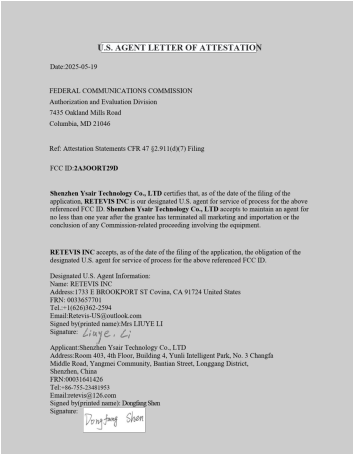 U.S. AGENT LETTER OF ATTESTATION
Date:2025-05-19
FEDERAL COMMUNICATIONS COMMISSION
Authorization and Evaluation Division
7435 Oakland Mills Road
Columbia, MD 21046
Ref: Attestation Statements CFR 47 §2.911(d)(7) Filing
FCC ID:2A3OORT29D
Shenzhen Ysair Technology Co., LTD certifies that, as of the date of the filing of the
application, RETEVIS INC is our designated U.S. agent for service of process for the above
referenced FCC ID. Shenzhen Ysair Technology Co., LTD accepts to maintain an agent for
no less than one year after the grantee has terminated all marketing and importation or the
conclusion of any Commission-related proceeding involving the equipment.
RETEVIS INC accepts, as of the date of the filing of the application, the obligation of the
designated U.S. agent for service of process for the above referenced FCC ID.
Designated U.S. Agent Information:
Name: RETEVIS INC
Address:1733 E BROOKPORT ST Covina, CA 91724 United States
FRN: 0033657701
Tel.:+1(626)362-2594
Email:Retevis-US@outlook.com
Signed by(printed name):Mrs LIUYE LI
Signature: Liuye. Li
Applicant:Shenzhen Ysair Technology Co., LTD
Address:Room 403, 4th Floor, Building 4, Yunli Intelligent Park, No. 3 Changfa
Middle Road, Yangmei Community, Bantian Street, Longgang District,
Shenzhen, China
FRN:00031641426
Tel:+86-755-23481953
Email:retevis@126.com
Signed by(printed name): Dongfang Shen
Signature:
Dongfang Shen